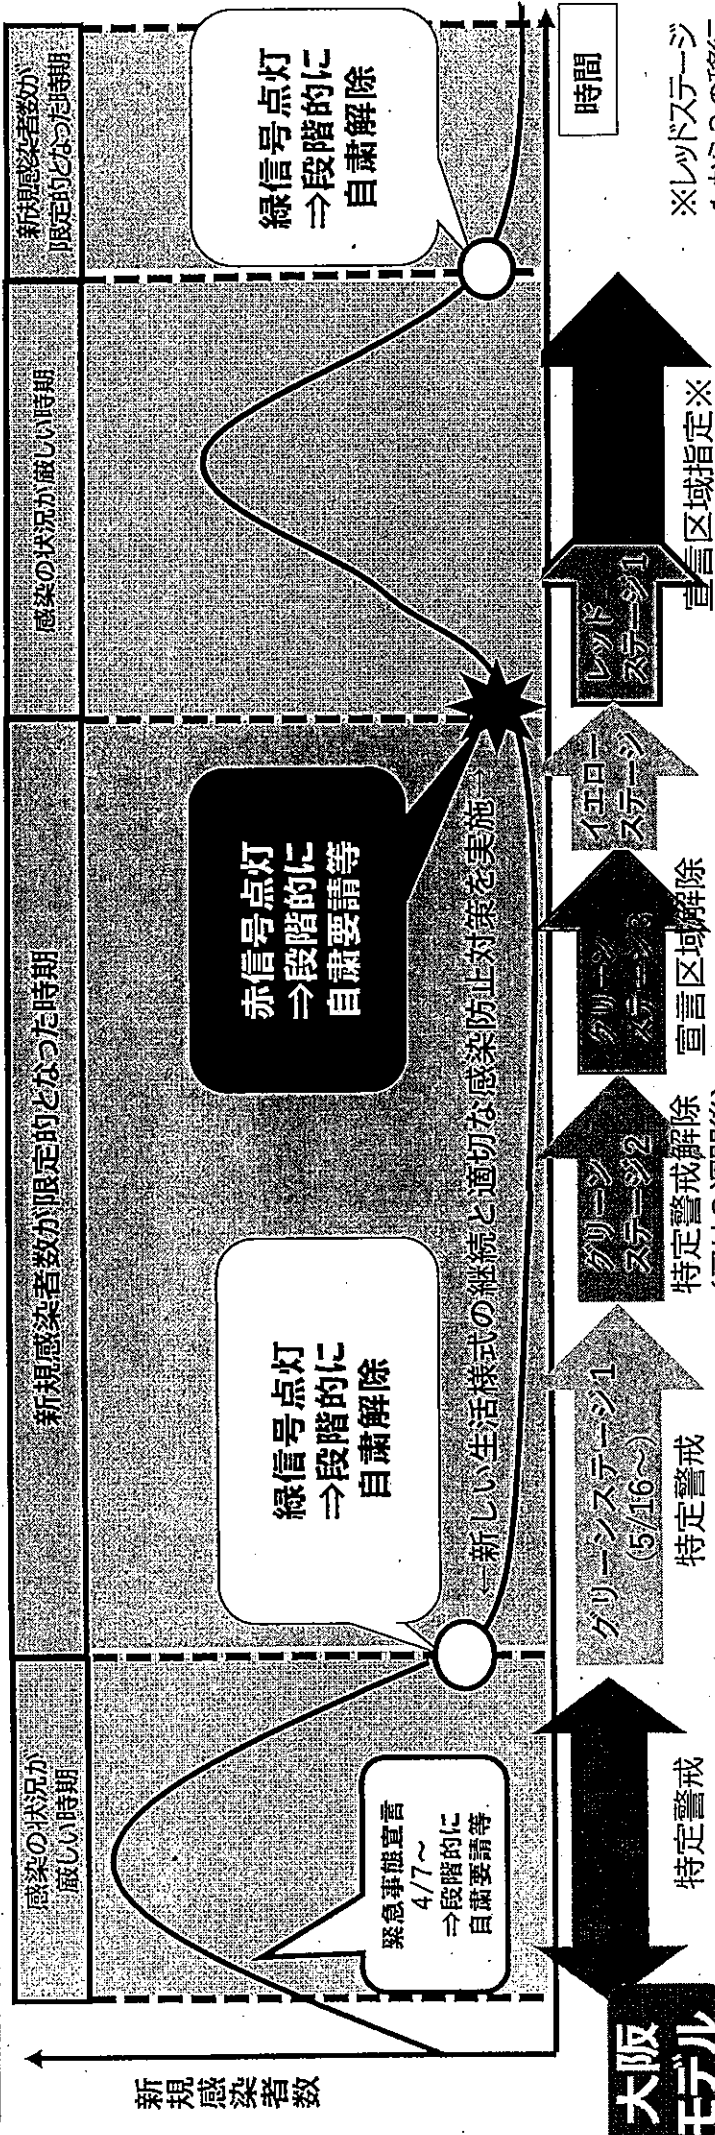 感染の状況が
厳しい時期
新規感染者数が限定的となった時期
感染の状況が厳しい時期
新規感染者数が
限定的となった時期
新規感染者数
緊急事態宣言
4/7～
⇒段階的に
自粛要請等
緑信号点灯
⇒段階的に
自粛解除
赤信号点灯
⇒段階的に
自粛要請等
緑信号点灯
⇒段階的に
自粛解除
←新しい生活様式の継続と適切な感染防止対策を実施→
時間
グリーンステージ1
(5/16～)
グリーン
ステージ2
グリーン
ステージ3
イエロー
ステージ
レッド
ステージ1
大阪
モデル
特定警戒
特定警戒
特定警戒解除
宣言区域解除
宣言区域指定※
※レッドステージ